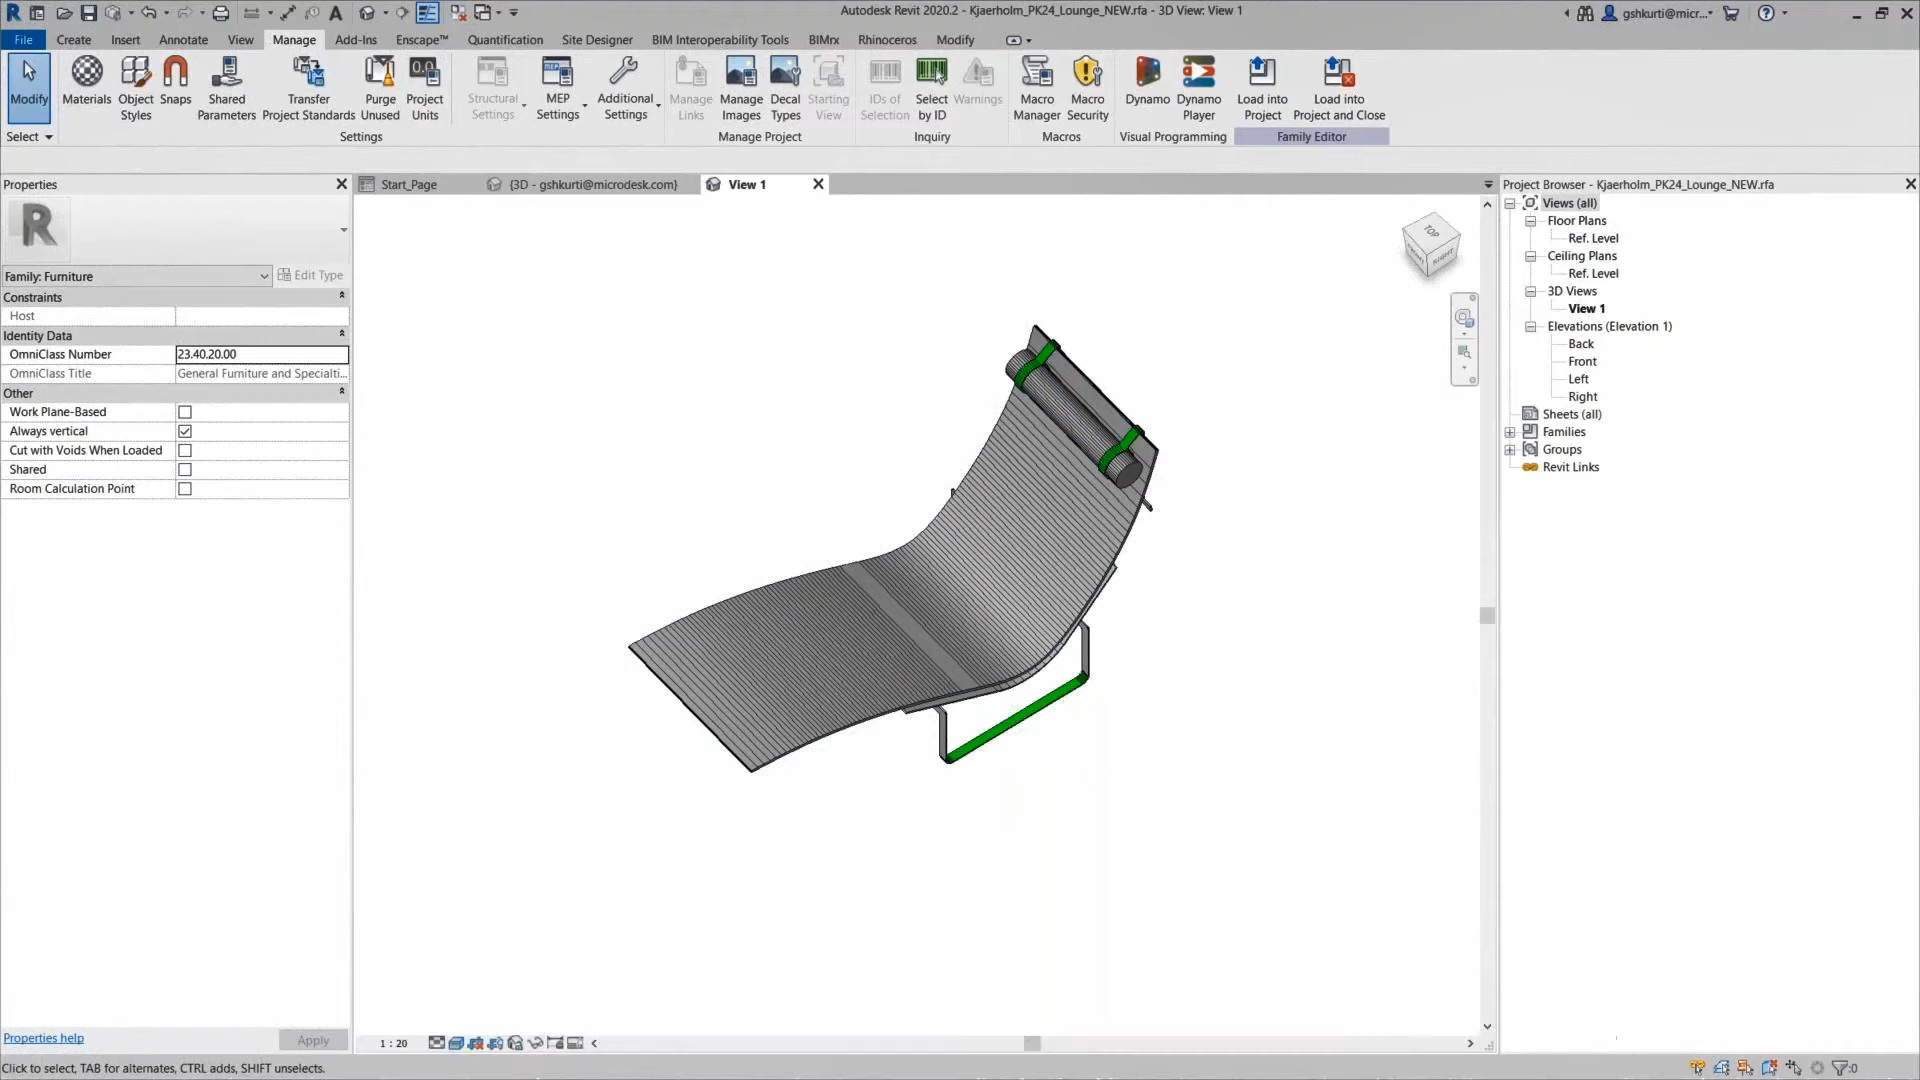 Autodesk Revit 2020.2 - Kjaerholm_PK24_Lounge_NEW.rfa - 3D View: View 1
gshkurti@micr...
File Create Insert Annotate View Manage Add-Ins Enscape™ Quantification Site Designer BIM Interoperability Tools BIMrx Rhinoceros Modify
Modify
Materials
Object Styles
Snaps
Shared Parameters
Transfer Project Standards
Purge Unused
Project Units
Structural Settings
MEP Settings
Additional Settings
Manage Links
Manage Images
Decal Types
Starting View
IDs of Selection
Select by ID
Warnings
Macro Manager
Macro Security
Dynamo
Dynamo Player
Load into Project
Load into Project and Close
Select
Settings
Manage Project
Inquiry
Macros
Visual Programming
Family Editor
Properties
Start_Page
{3D - gshkurti@microdesk.com}
View 1
Project Browser - Kjaerholm_PK24_Lounge_NEW.rfa
Family: Furniture
Edit Type
Constraints
Host
Identity Data
OmniClass Number 23.40.20.00
OmniClass Title General Furniture and Specialti...
Other
Work Plane-Based
Always vertical
Cut with Voids When Loaded
Shared
Room Calculation Point
TOP
FRONT
RIGHT
Views (all)
Floor Plans
Ref. Level
Ceiling Plans
Ref. Level
3D Views
View 1
Elevations (Elevation 1)
Back
Front
Left
Right
Sheets (all)
Families
Groups
Revit Links
Properties help
Apply
1 : 20
Click to select, TAB for alternates, CTRL adds, SHIFT unselects.
:0